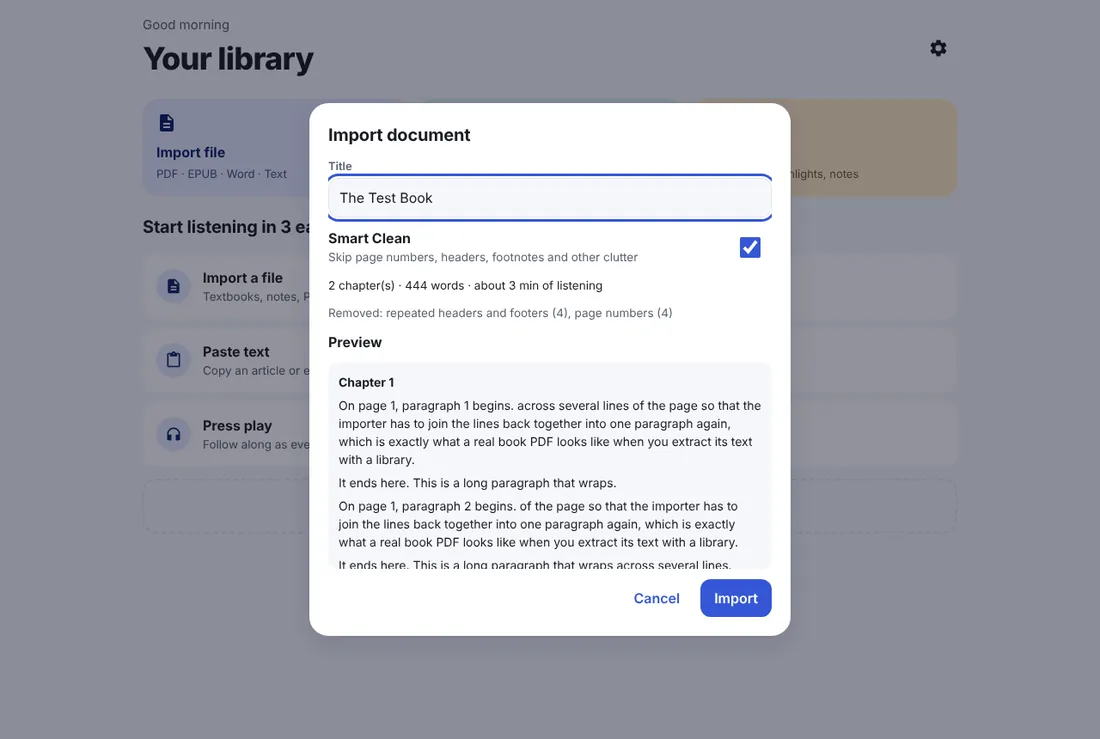 Good morning
Your library
Import file
PDF · EPUB · Word · Text
notes
Start listening in 3
Import a file
Textbooks, notes,
Paste text
Copy an article or
Press play
Follow along as
Import document
Title
The Test Book
Smart Clean
Skip page numbers, headers, footnotes and other clutter
2 chapter(s) · 444 words · about 3 min of listening
Removed: repeated headers and footers (4), page numbers (4)
Preview
Chapter 1
On page 1, paragraph 1 begins. across several lines of the page so that the
importer has to join the lines back together into one paragraph again,
which is exactly what a real book PDF looks like when you extract its text
with a library.
It ends here. This is a long paragraph that wraps.
On page 1, paragraph 2 begins. of the page so that the importer has to
join the lines back together into one paragraph again, which is exactly
what a real book PDF looks like when you extract its text with a library.
It ends here. This is a long paragraph that wraps across several lines.
Cancel
Import